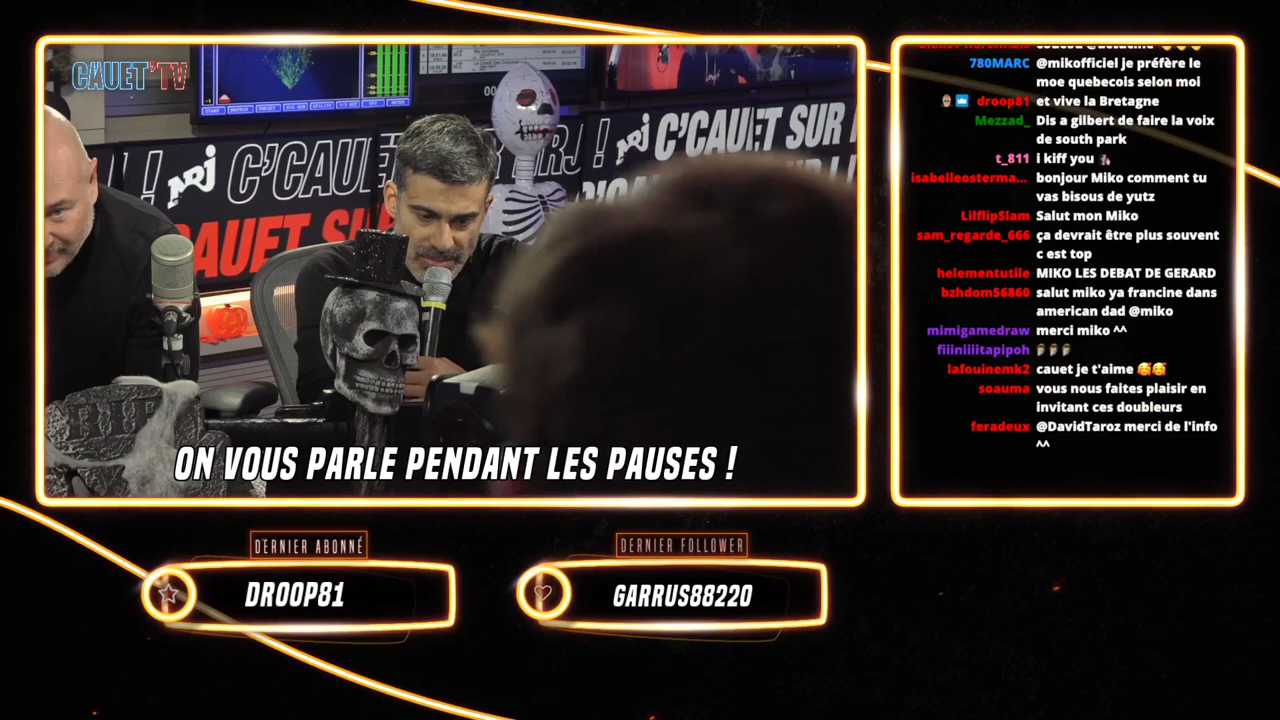 CAUET'TV
! NRJ C'CAUET SUR NRJ ! NRJ C'CAUET SUR
CAUET SUR
RIP
ON VOUS PARLE PENDANT LES PAUSES !
780MARC @mikofficiel je préfère le
moe quebecois selon moi
droop81 et vive la Bretagne
Mezzad_ Dis a gilbert de faire la voix
de south park
t_811 i kiff you
isabelleosterma... bonjour Miko comment tu
vas bisous de yutz
LilflipSlam Salut mon Miko
sam_regarde_666 ça devrait être plus souvent
c est top
helementutile MIKO LES DEBAT DE GERARD
bzhdom56860 salut miko ya francine dans
american dad @miko
mimigamedraw merci miko ^^
fiiiniiiitapipoh
lafouinemk2 cauet je t'aime 🥰🥰
soauma vous nous faites plaisir en
invitant ces doubleurs
feradeux @DavidTaroz merci de l'info
^^
DERNIER ABONNÉ
DROOP81
DERNIER FOLLOWER
GARRUS88220